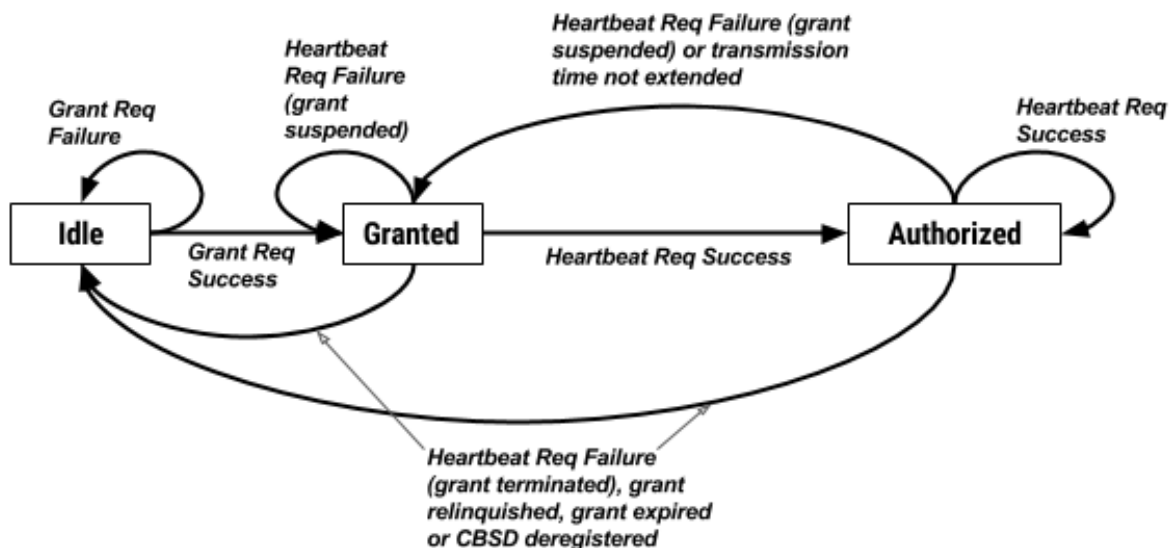 Heartbeat Req Failure (grant
suspended) or transmission
time not extended
Heartbeat
Req Failure
(grant
suspended)
Grant Req
Failure
Heartbeat Req
Success
Idle
Granted
Authorized
Grant Req
Success
Heartbeat Req Success
Heartbeat Req Failure
(grant terminated), grant
relinquished, grant expired
or CBSD deregistered